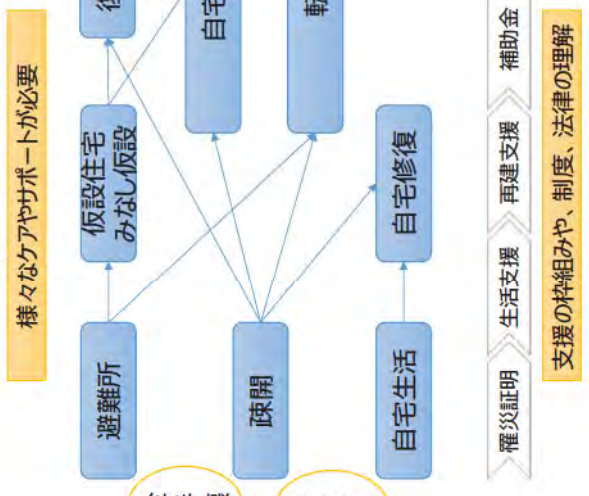 様々なケアやサポートが必要
避難所
仮設住宅
みなし仮設
復
疎開
自宅
転
自宅生活
自宅修復
罹災証明
生活支援
再建支援
補助金
支援の枠組みや、制度、法律の理解